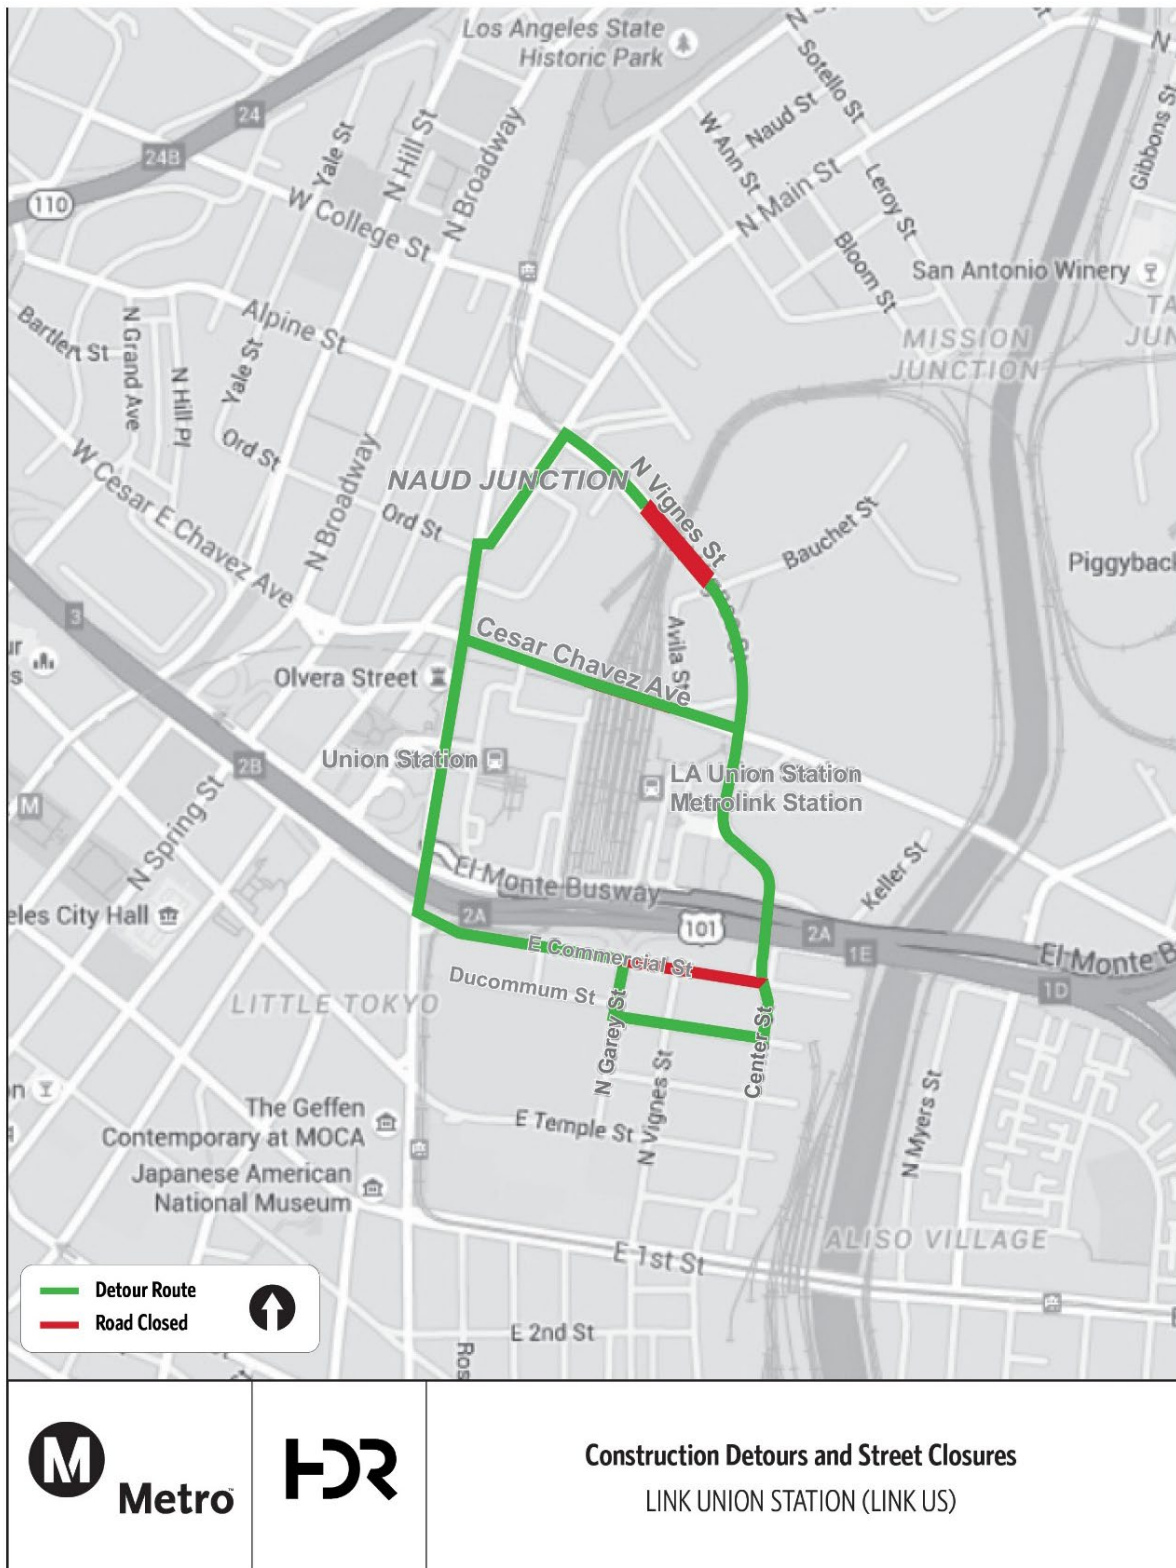 Los Angeles State
Historic Park
Sotello St
Naud St
W Ann St
Leroy St
N Main St
Bloom St
Gibbons St
24
24B
110
Yale St
N Hill St
N Broadway
W College St
San Antonio Winery
MISSION
JUNCTION
Alpine St
Bartlett St
N Grand Ave
N Hill Pl
Yale St
Ord St
W Cesar E Chavez Ave
N Broadway
NAUD JUNCTION
Ord St
N Vignes St
Bauchet St
Piggyback
3
Avila St
Cesar Chavez Ave
Olvera Street
Union Station
2B
LA Union Station
Metrolink Station
M
N Spring St
El Monte Busway
Keller St
eles City Hall
2A
101
2A
1E
El Monte B
1D
E Commercial St
Ducommum St
LITTLE TOKYO
N Garey St
N Vignes St
Center St
N Myers St
The Geffen
Contemporary at MOCA
E Temple St
Japanese American
National Museum
ALISO VILLAGE
E 1st St
E 2nd St
Ros
Detour Route
Road Closed
M
Metro
HDR
Construction Detours and Street Closures
LINK UNION STATION (LINK US)